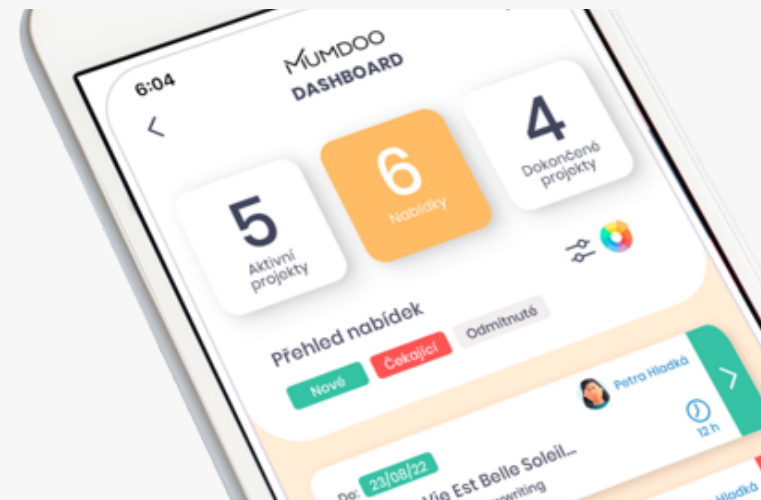 6:04
MUMDOO
DASHBOARD
5
Aktivní
projekty
6
Nabídky
4
Dokončené
projekty
Přehled nabídek
Nové
Čekající
Odmítnuté
Petra Hladká
12 h
Do: 23/08/22
Vie Est Belle Soleil...
Hladká